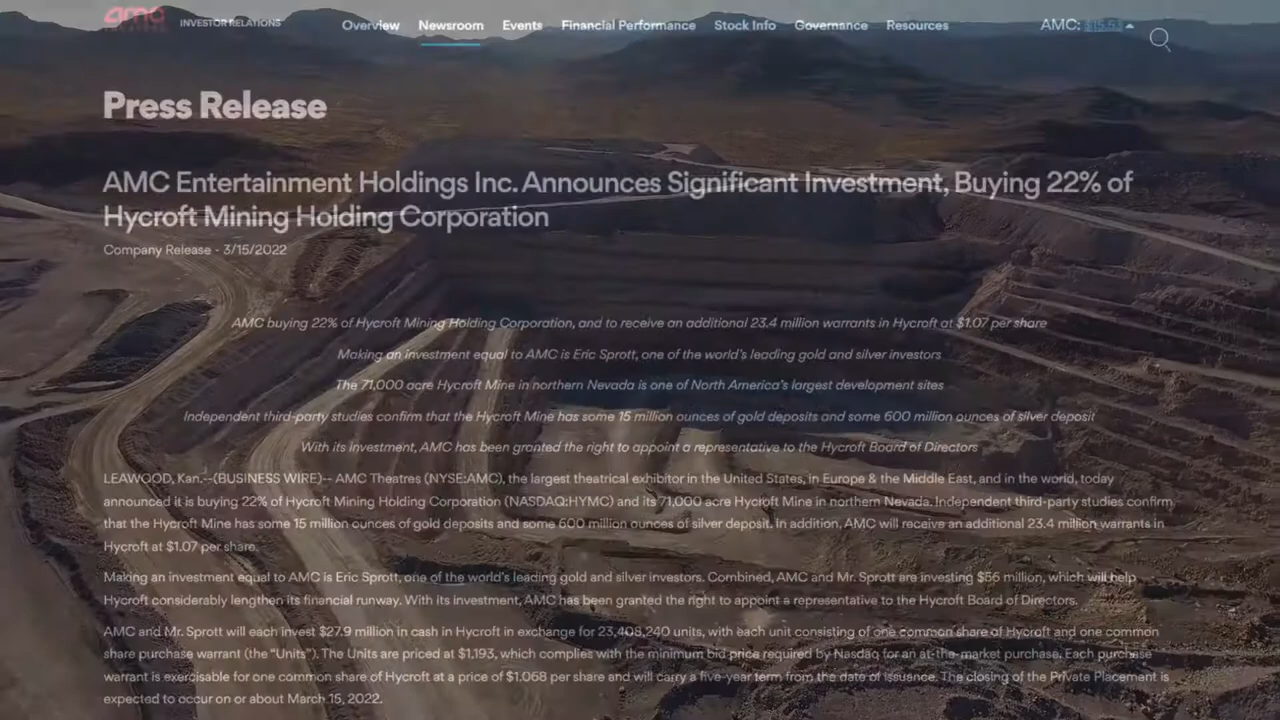 amc
INVESTOR RELATIONS
Overview Newsroom Events Financial Performance Stock Info Governance Resources
AMC: $15.53
Press Release
AMC Entertainment Holdings Inc. Announces Significant Investment, Buying 22% of
Hycroft Mining Holding Corporation
Company Release - 3/15/2022
AMC buying 22% of Hycroft Mining Holding Corporation, and to receive an additional 23.4 million warrants in Hycroft at $1.07 per share
Making an investment equal to AMC is Eric Sprott, one of the world's leading gold and silver investors
The 71,000 acre Hycroft Mine in northern Nevada is one of North America's largest development sites
Independent third-party studies confirm that the Hycroft Mine has some 15 million ounces of gold deposits and some 600 million ounces of silver deposit
With its investment, AMC has been granted the right to appoint a representative to the Hycroft Board of Directors
LEAWOOD, Kan.--(BUSINESS WIRE)-- AMC Theatres (NYSE:AMC), the largest theatrical exhibitor in the United States, in Europe & the Middle East, and in the world, today
announced it is buying 22% of Hycroft Mining Holding Corporation (NASDAQ:HYMC) and its 71,000 acre Hycroft Mine in northern Nevada. Independent third-party studies confirm
that the Hycroft Mine has some 15 million ounces of gold deposits and some 600 million ounces of silver deposit. In addition, AMC will receive an additional 23.4 million warrants in
Hycroft at $1.07 per share.
Making an investment equal to AMC is Eric Sprott, one of the world's leading gold and silver investors. Combined, AMC and Mr. Sprott are investing $56 million, which will help
Hycroft considerably lengthen its financial runway. With its investment, AMC has been granted the right to appoint a representative to the Hycroft Board of Directors.
AMC and Mr. Sprott will each invest $27.9 million in cash in Hycroft in exchange for 23,408,240 units, with each unit consisting of one common share of Hycroft and one common
share purchase warrant (the "Units"). The Units are priced at $1.193, which complies with the minimum bid price required by Nasdaq for an at-the-market purchase. Each purchase
warrant is exercisable for one common share of Hycroft at a price of $1.068 per share and will carry a five-year term from the date of issuance. The closing of the Private Placement is
expected to occur on or about March 15, 2022.